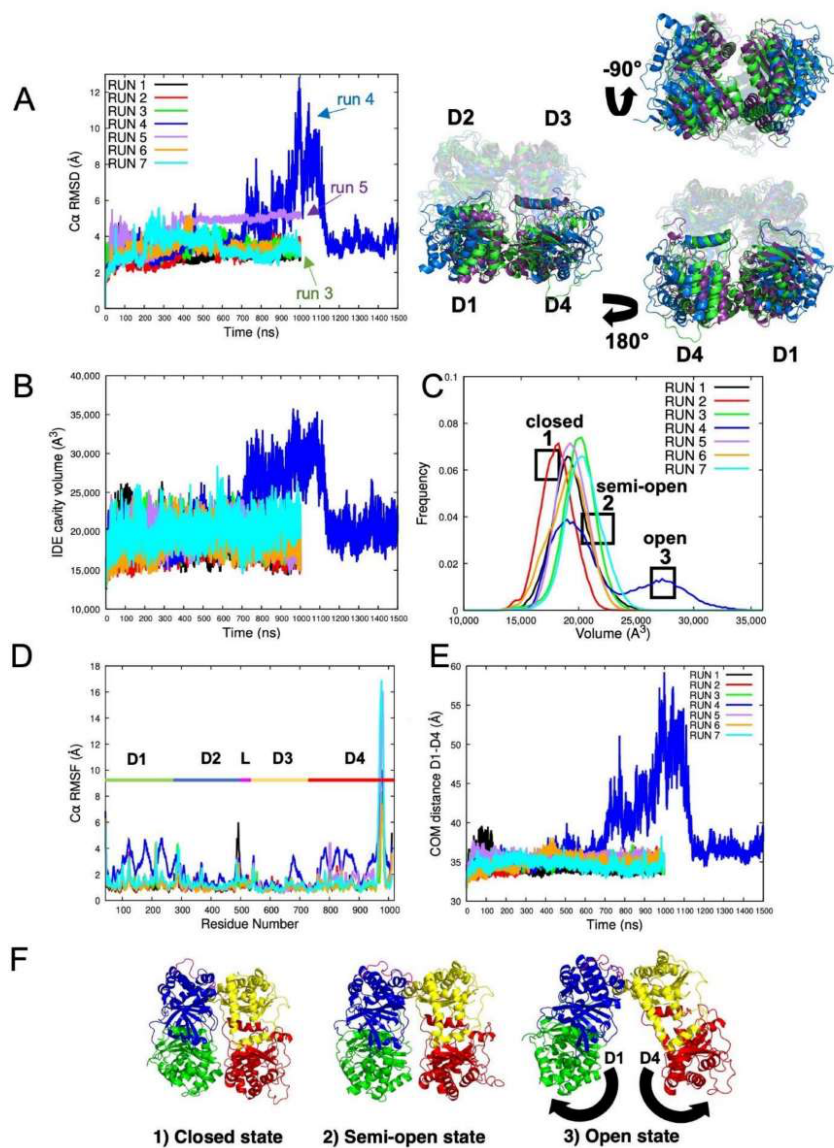 A
Cα RMSD (Å)
12
10
8
6
4
2
0
RUN 1
RUN 2
RUN 3
RUN 4
RUN 5
RUN 6
RUN 7
run 4
run 5
run 3
0 100 200 300 400 500 600 700 800 900 1000 1100 1200 1300 1400 1500
Time (ns)
D2 D3
D1 D4
-90°
180°
D4 D1
B
IDE cavity volume (A³)
40,000
35,000
30,000
25,000
20,000
15,000
10,000
0 100 200 300 400 500 600 700 800 900 1000 1100 1200 1300 1400 1500
Time (ns)
C
Frequency
0.1
0.08
0.06
0.04
0.02
0
RUN 1
RUN 2
RUN 3
RUN 4
RUN 5
RUN 6
RUN 7
closed
1
semi-open
2
open
3
10,000 15,000 20,000 25,000 30,000 35,000
Volume (A³)
D
Cα RMSF (Å)
18
16
14
12
10
8
6
4
2
0
D1 D2 L D3 D4
100 200 300 400 500 600 700 800 900 1000
Residue Number
E
COM distance D1-D4 (Å)
60
55
50
45
40
35
30
RUN 1
RUN 2
RUN 3
RUN 4
RUN 5
RUN 6
RUN 7
0 100 200 300 400 500 600 700 800 900 1000 1100 1200 1300 1400 1500
Time (ns)
F
D1 D4
1) Closed state 2) Semi-open state 3) Open state